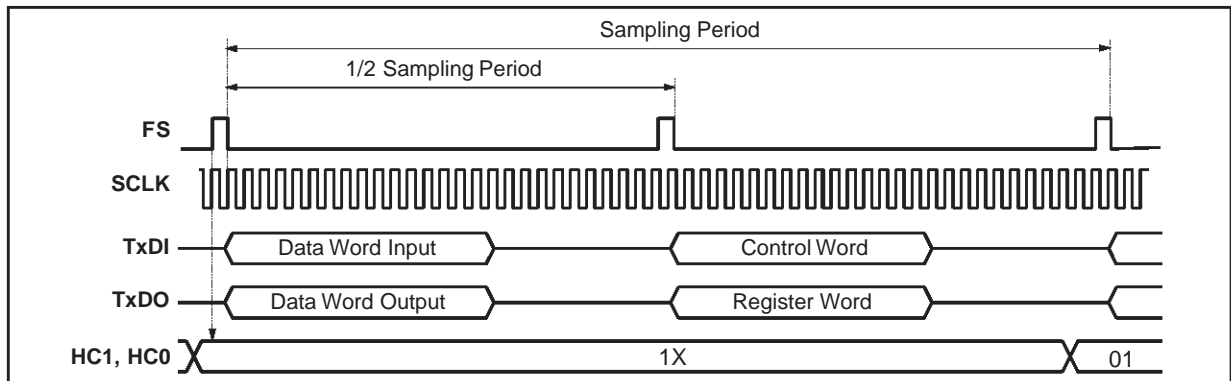 Sampling Period
1/2 Sampling Period
FS
SCLK
TxDI Data Word Input Control Word
TxDO Data Word Output Register Word
HC1, HC0 1X 01